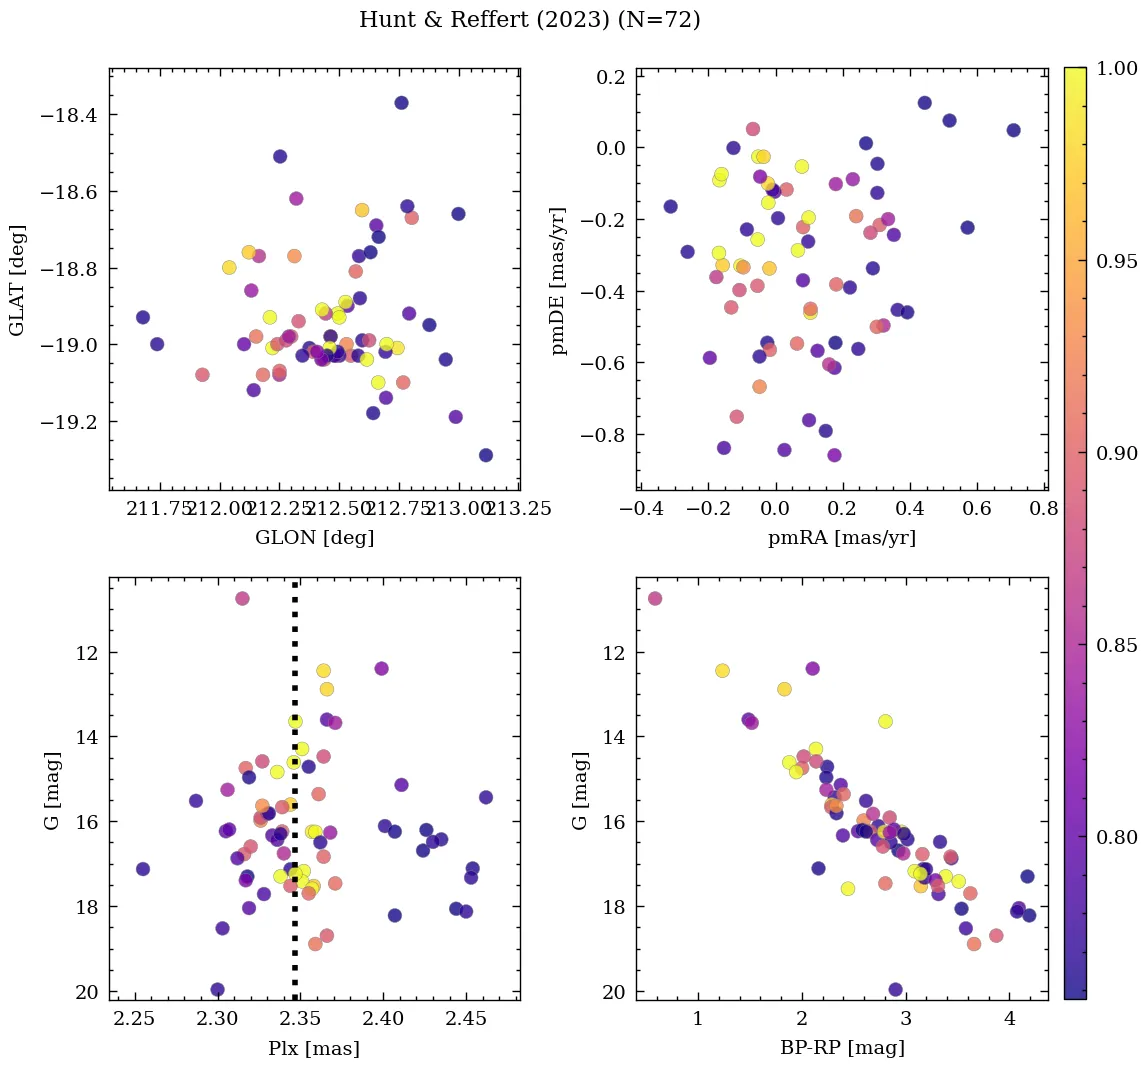 Hunt & Reffert (2023) (N=72)
−18.4
−18.6
−18.8
−19.0
−19.2
GLAT [deg]
211.75 212.00 212.25 212.50 212.75 213.00 213.25
GLON [deg]
0.2
0.0
−0.2
−0.4
−0.6
−0.8
pmDE [mas/yr]
−0.4 −0.2 0.0 0.2 0.4 0.6 0.8
pmRA [mas/yr]
12
14
16
18
20
G [mag]
2.25 2.30 2.35 2.40 2.45
Plx [mas]
12
14
16
18
20
G [mag]
1 2 3 4
BP-RP [mag]
1.00
0.95
0.90
0.85
0.80